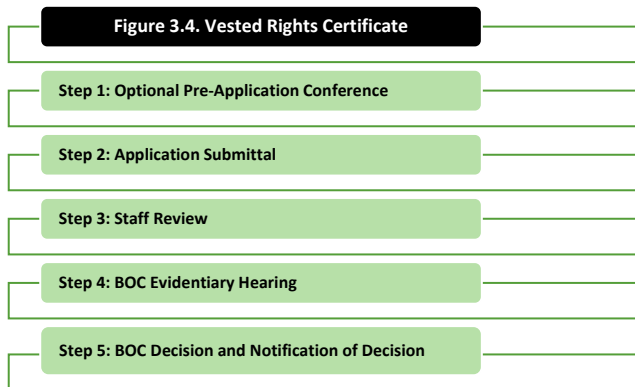 Figure 3.4. Vested Rights Certificate
Step 1: Optional Pre-Application Conference
Step 2: Application Submittal
Step 3: Staff Review
Step 4: BOC Evidentiary Hearing
Step 5: BOC Decision and Notification of Decision